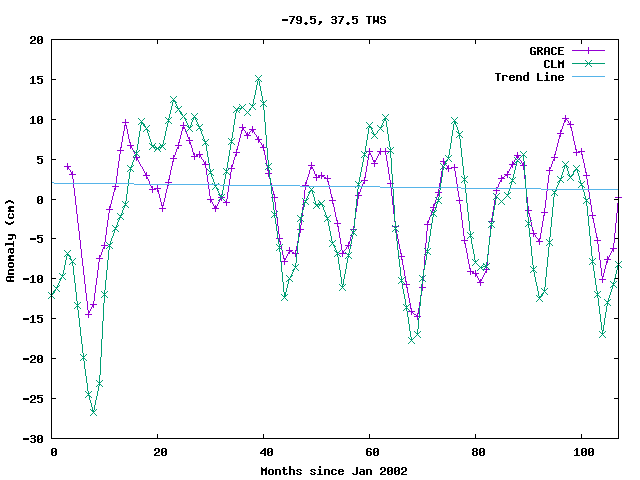 -79.5, 37.5 TWS
GRACE
CLM
Trend Line
20
15
10
5
0
-5
-10
-15
-20
-25
-30
Anomaly (cm)
0 20 40 60 80 100
Months since Jan 2002